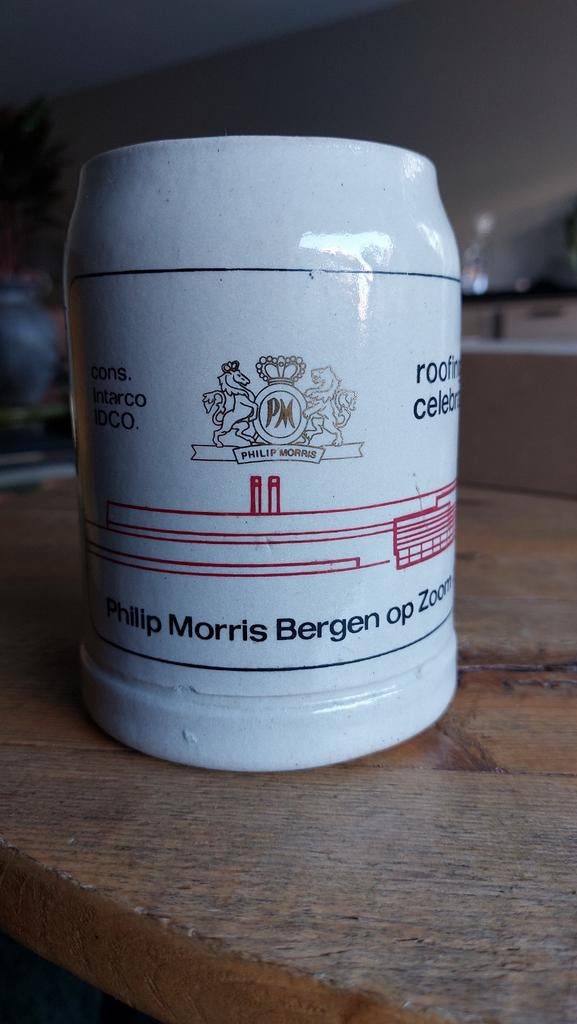 cons.
intarco
IDCO.
PM
PHILIP MORRIS
Philip Morris Bergen op Zoom